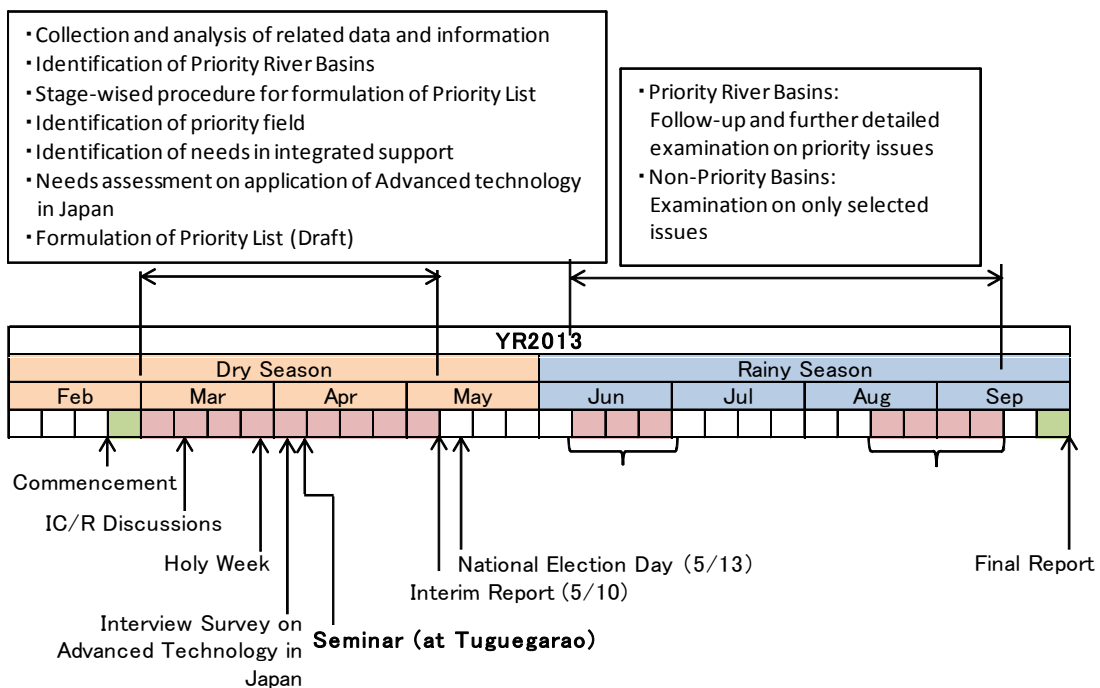 ・Collection and analysis of related data and information
・Identification of Priority River Basins
・Stage-wised procedure for formulation of Priority List
・Identification of priority field
・Identification of needs in integrated support
・Needs assessment on application of Advanced technology
in Japan
・Formulation of Priority List (Draft)
・Priority River Basins:
Follow-up and further detailed
examination on priority issues
・Non-Priority Basins:
Examination on only selected
issues
YR2013
Dry Season
Rainy Season
Feb
Mar
Apr
May
Jun
Jul
Aug
Sep
Commencement
IC/R Discussions
Holy Week
National Election Day (5/13)
Final Report
Interim Report (5/10)
Interview Survey on
Advanced Technology in
Japan
Seminar (at Tuguegarao)